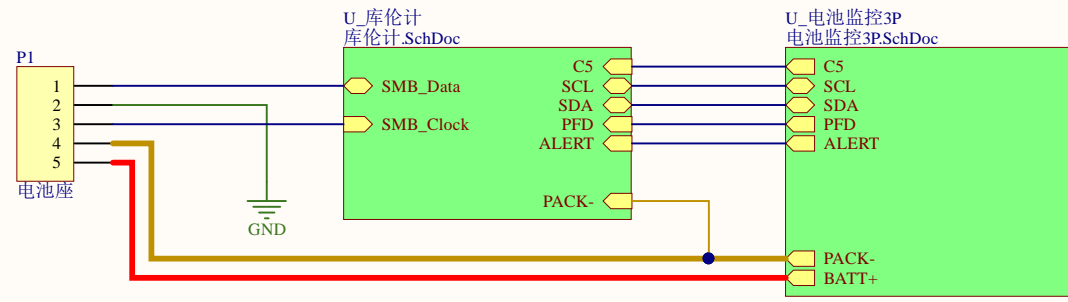 P1
1
2
3
4
5
电池座
GND
U_库伦计
库伦计.SchDoc
SMB_Data
SMB_Clock
C5
SCL
SDA
PFD
ALERT
PACK-
U_电池监控3P
电池监控3P.SchDoc
C5
SCL
SDA
PFD
ALERT
PACK-
BATT+